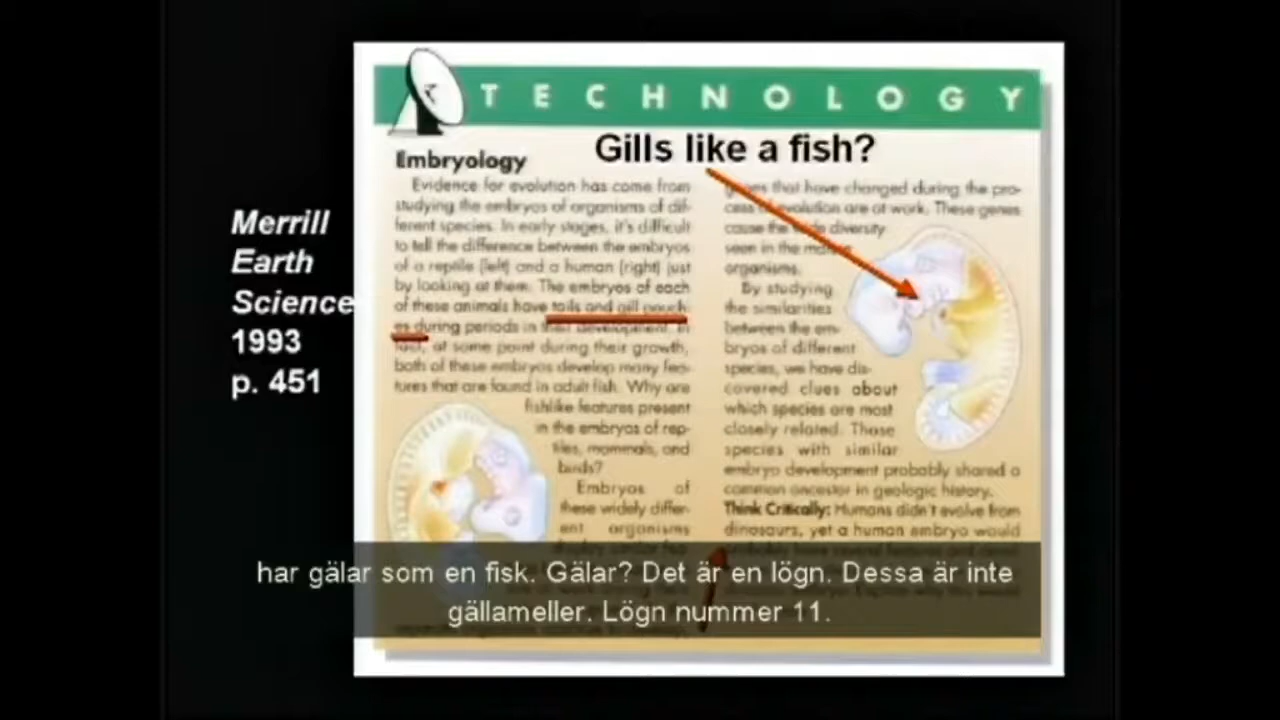 TECHNOLOGY
Gills like a fish?
Merrill
Earth
Science
1993
p. 451
Embryology
Evidence for evolution has come from
studying the embryos of organisms of dif-
ferent species. In early stages, it's difficult
to tell the difference between the embryos
of a reptile (left) and a human (right) just
by looking at them. The embryos of each
of these animals have tails and gill pouch-
es during periods in their development. In
fact, at some point during their growth,
both of these embryos develop many fea-
tures that are found in adult fish. Why are
fishlike features present
in the embryos of rep-
tiles, mammals, and
birds?
Embryos of
these widely differ-
ent organisms
genes that have changed during the pro-
cess of evolution are at work. These genes
cause the wide diversity
seen in the mature
organisms.
By studying
the similarities
between the em-
bryos of different
species, we have dis-
covered clues about
which species are most
closely related. Those
species with similar
embryo development probably shared a
common ancestor in geologic history.
Think Critically: Humans didn't evolve from
dinosaurs, yet a human embryo would
har gälar som en fisk. Gälar? Det är en lögn. Dessa är inte
gällameller. Lögn nummer 11.